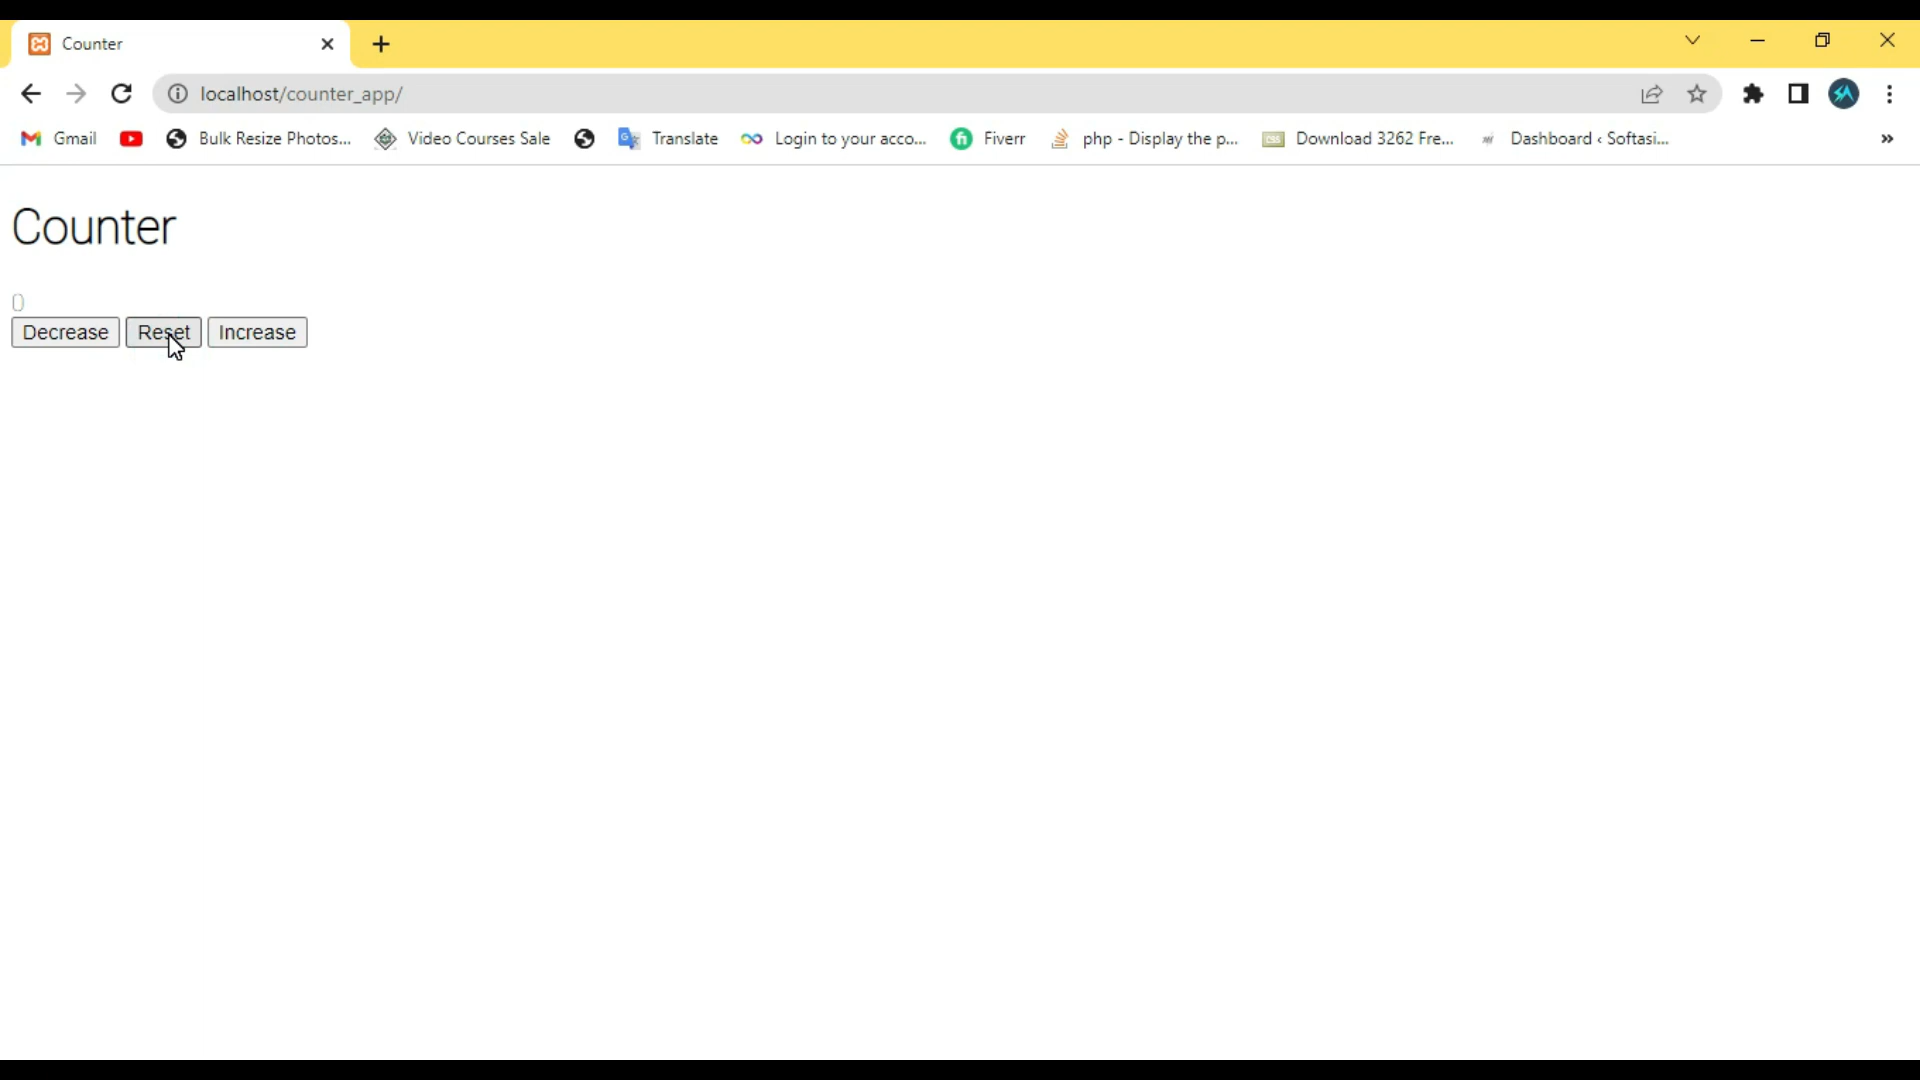 Counter
localhost/counter_app/
Gmail Bulk Resize Photos... Video Courses Sale Translate Login to your acco... Fiverr php - Display the p... CSS Download 3262 Fre... Dashboard ‹ Softasi... »
Counter
0
Decrease Reset Increase